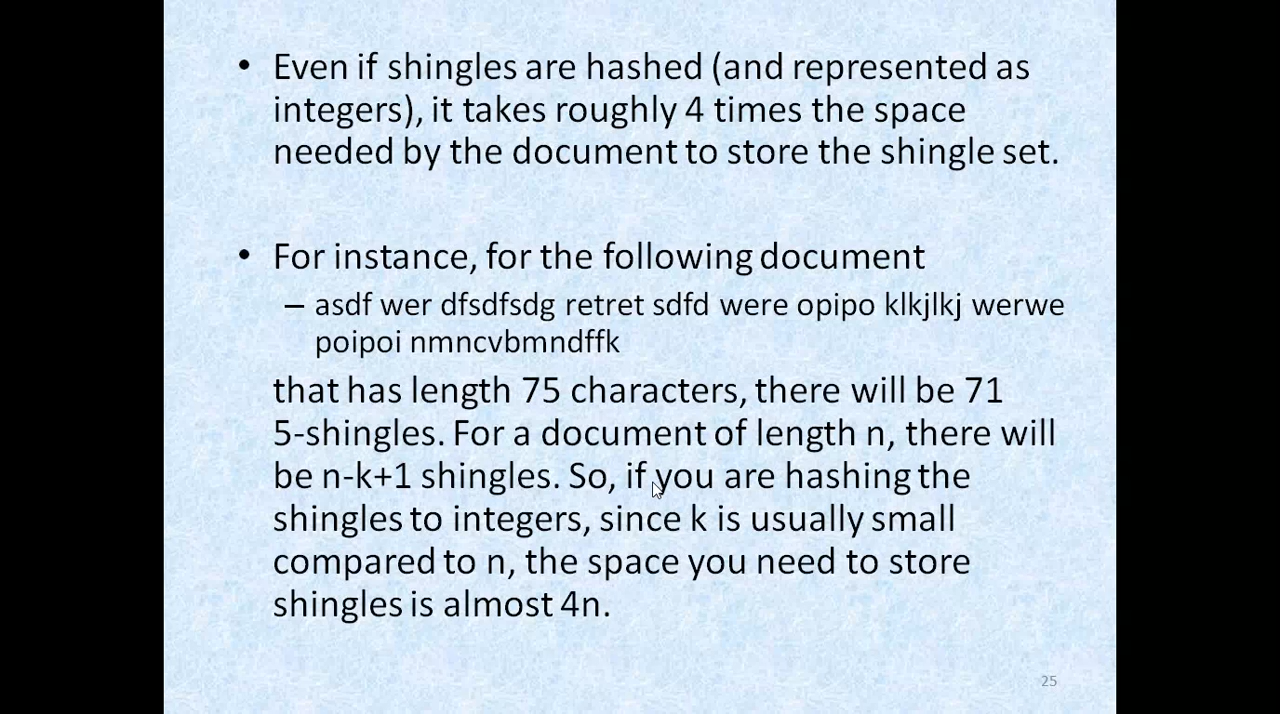 • Even if shingles are hashed (and represented as
integers), it takes roughly 4 times the space
needed by the document to store the shingle set.
• For instance, for the following document
– asdf wer dfsdfsdg retret sdfd were opipo klkjlkj werwe
poipoi nmncvbmndffk
that has length 75 characters, there will be 71
5-shingles. For a document of length n, there will
be n-k+1 shingles. So, if you are hashing the
shingles to integers, since k is usually small
compared to n, the space you need to store
shingles is almost 4n.
25